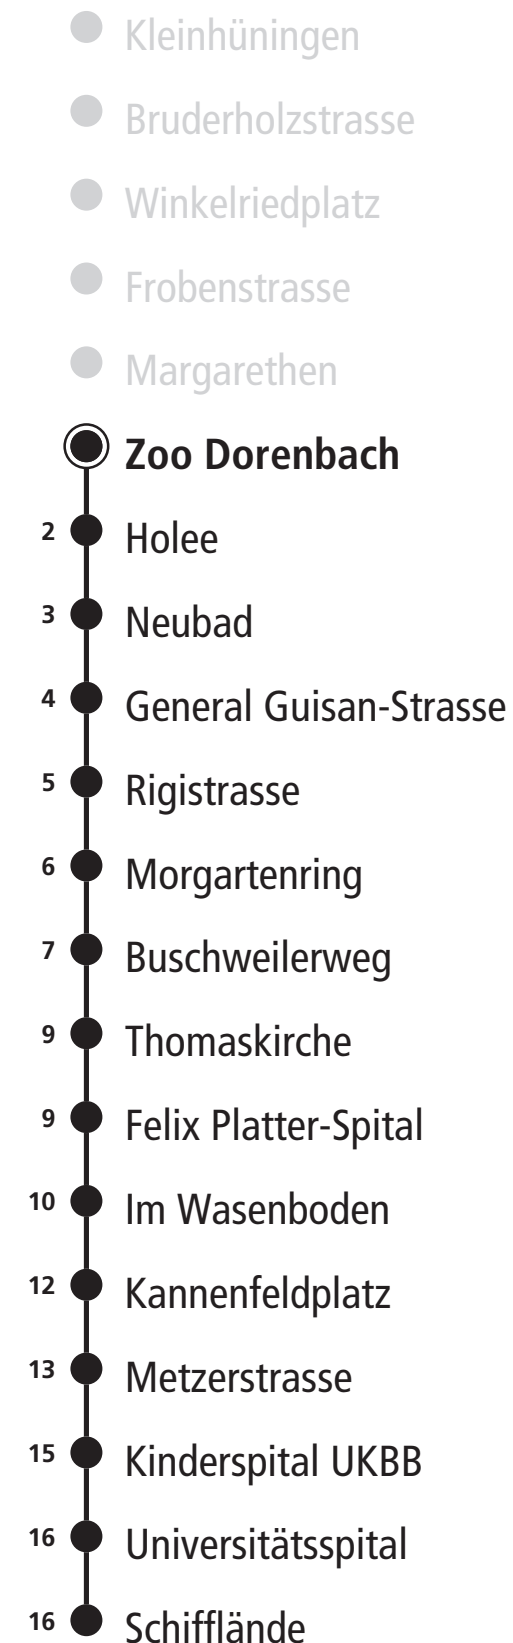 Kleinhüningen
Bruderholzstrasse
Winkelriedplatz
Frobenstrasse
Margarethen
Zoo Dorenbach
2 Holee
3 Neubad
4 General Guisan-Strasse
5 Rigistrasse
6 Morgartenring
7 Buschweilerweg
9 Thomaskirche
9 Felix Platter-Spital
10 Im Wasenboden
12 Kannenfeldplatz
13 Metzerstrasse
15 Kinderspital UKBB
16 Universitätsspital
16 Schifflände